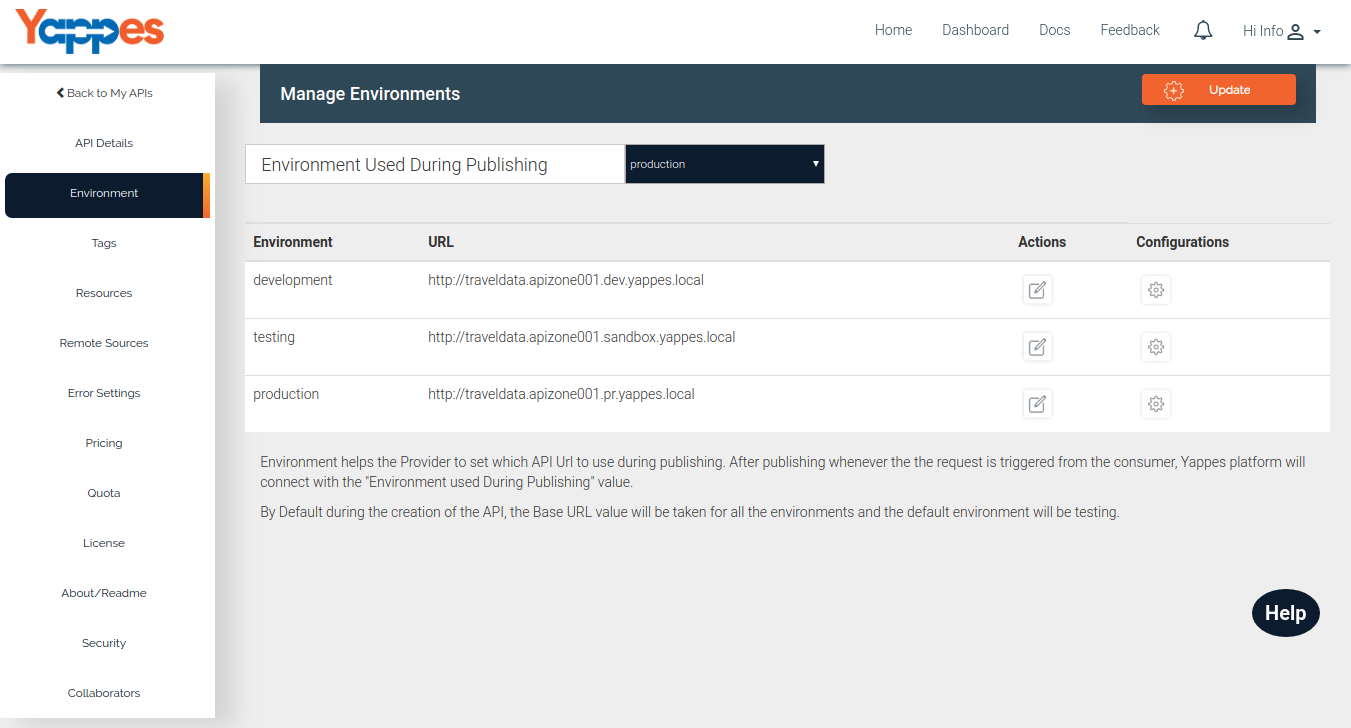 Yappes
Home Dashboard Docs Feedback Hi Info
Back to My APIs
API Details
Environment
Tags
Resources
Remote Sources
Error Settings
Pricing
Quota
License
About/Readme
Security
Collaborators
Manage Environments
Update
Environment Used During Publishing production
Environment URL Actions Configurations
development http://traveldata.apizone001.dev.yappes.local
testing http://traveldata.apizone001.sandbox.yappes.local
production http://traveldata.apizone001.pr.yappes.local
Environment helps the Provider to set which API Url to use during publishing. After publishing whenever the the request is triggered from the consumer, Yappes platform will
connect with the "Environment used During Publishing" value.
By Default during the creation of the API, the Base URL value will be taken for all the environments and the default environment will be testing.
Help